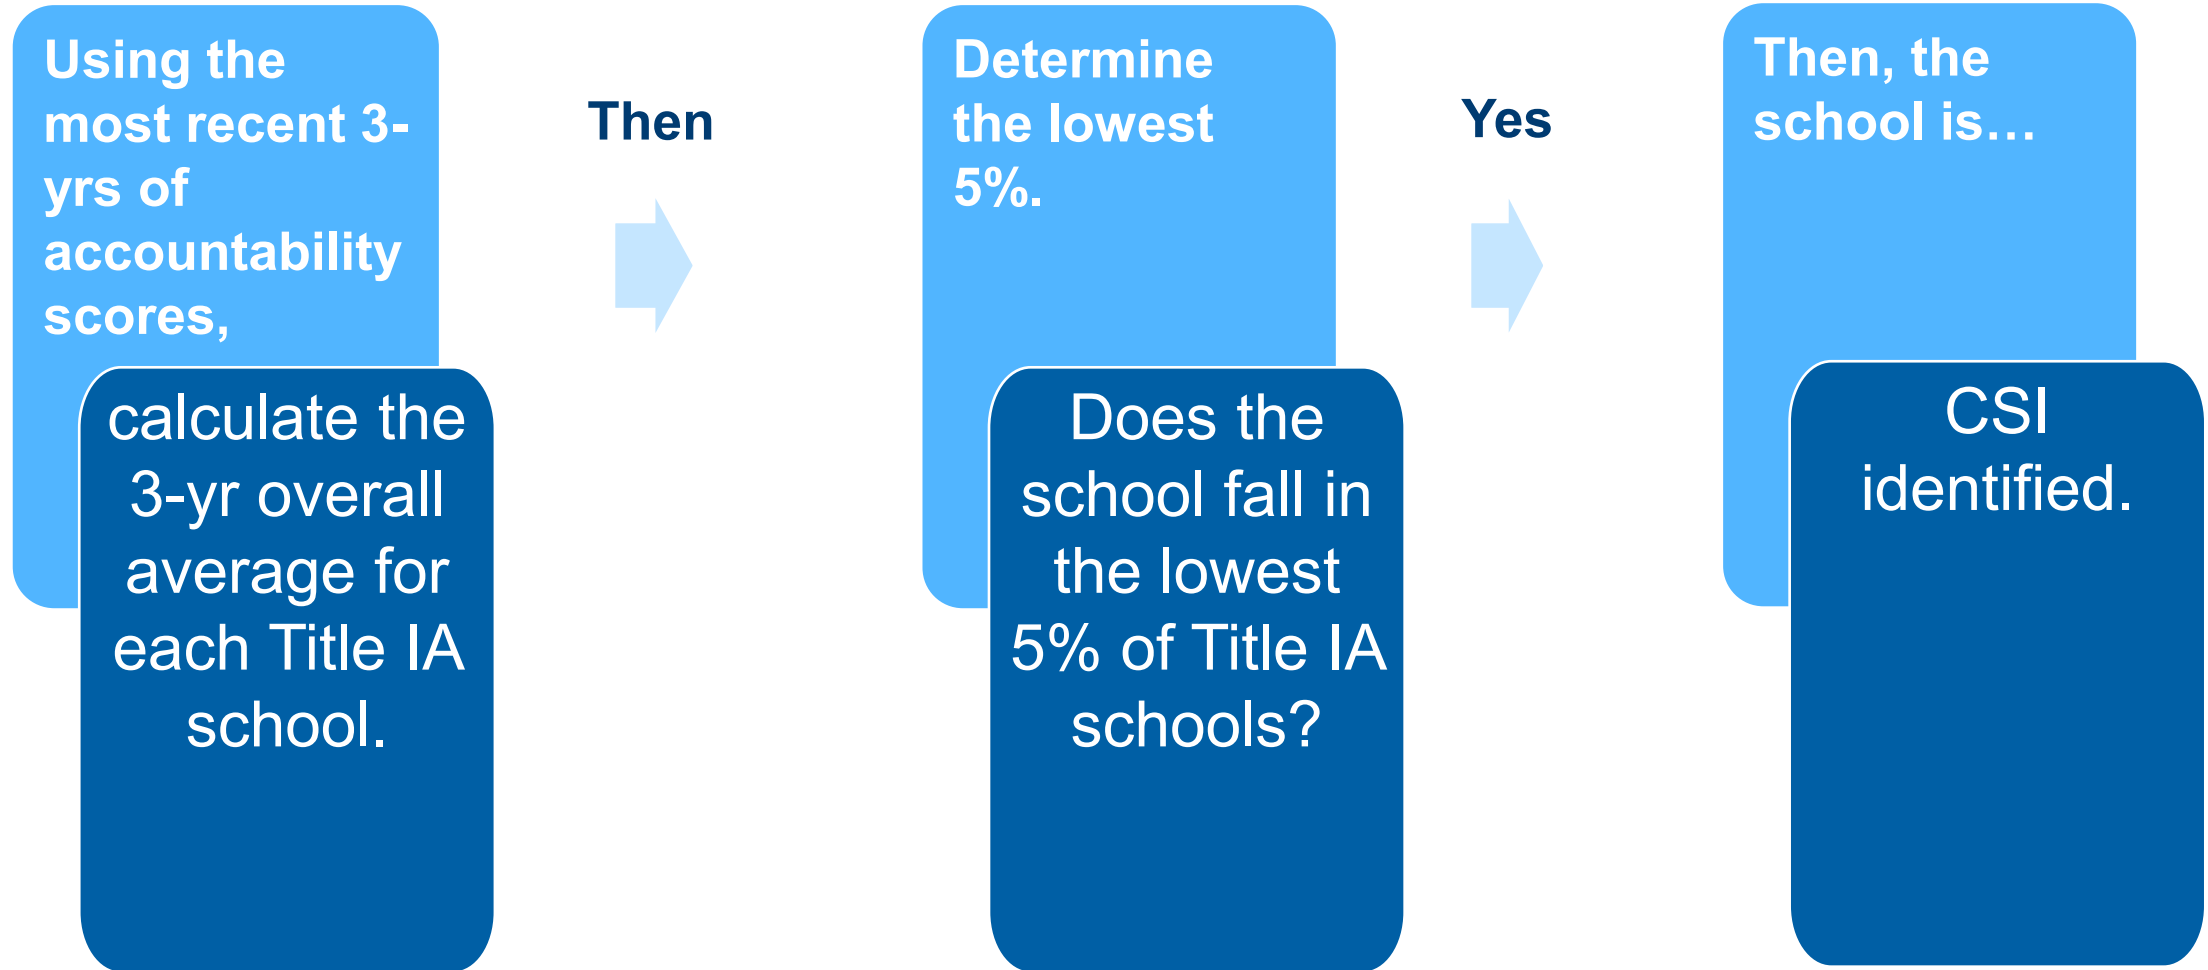 Using the
most recent 3-
yrs of
accountability
scores,
calculate the
3-yr overall
average for
each Title IA
school.
Then
Determine
the lowest
5%.
Does the
school fall in
the lowest
5% of Title IA
schools?
Yes
Then, the
school is…
CSI
identified.